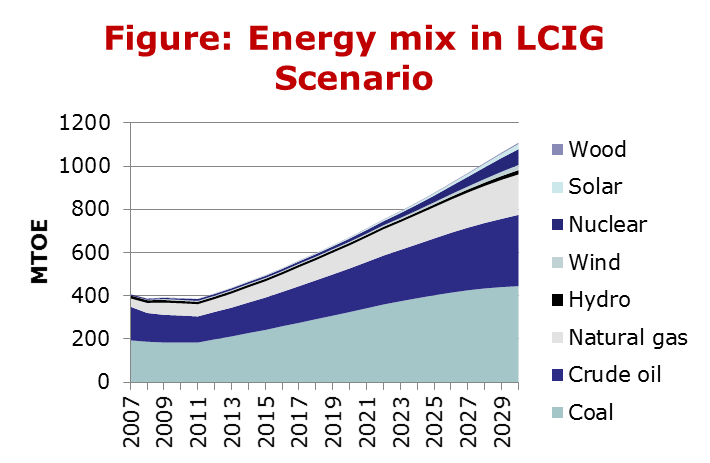 Figure: Energy mix in LCIG
Scenario
MTOE
1200
1000
800
600
400
200
0
2007
2009
2011
2013
2015
2017
2019
2021
2023
2025
2027
2029
Wood
Solar
Nuclear
Wind
Hydro
Natural gas
Crude oil
Coal